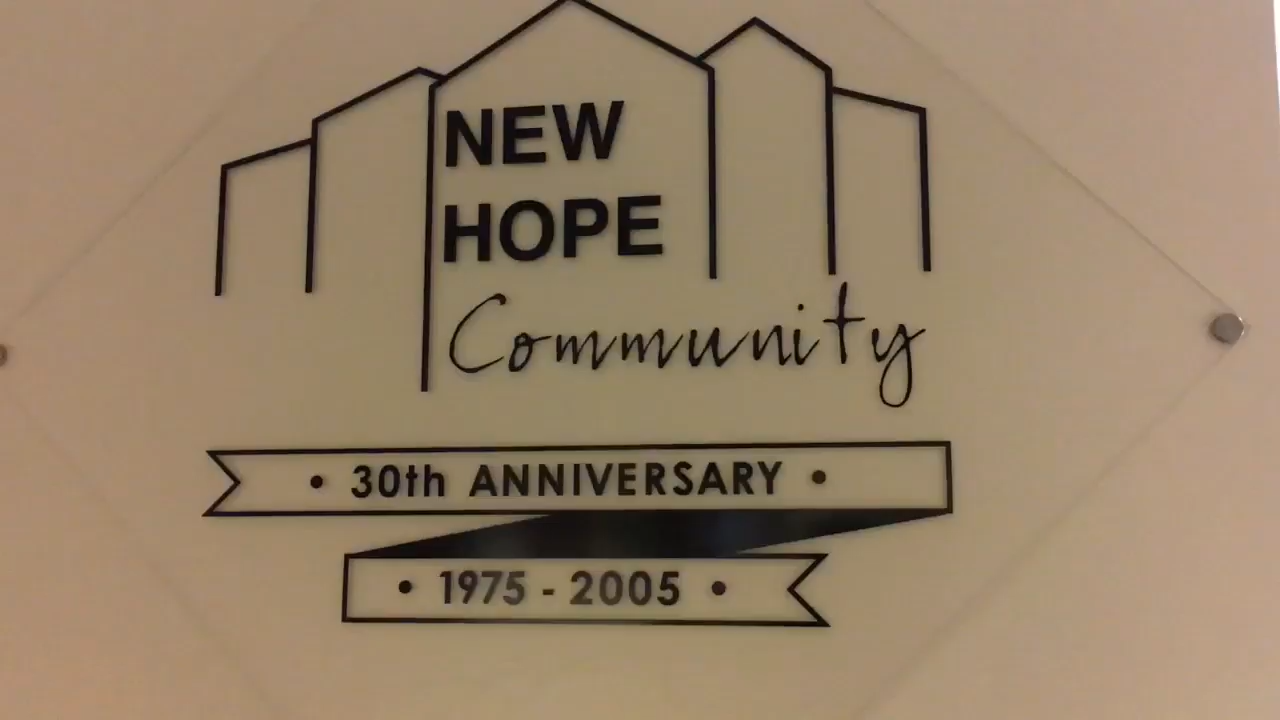 NEW
HOPE
Community
• 30th ANNIVERSARY •
• 1975 - 2005 •